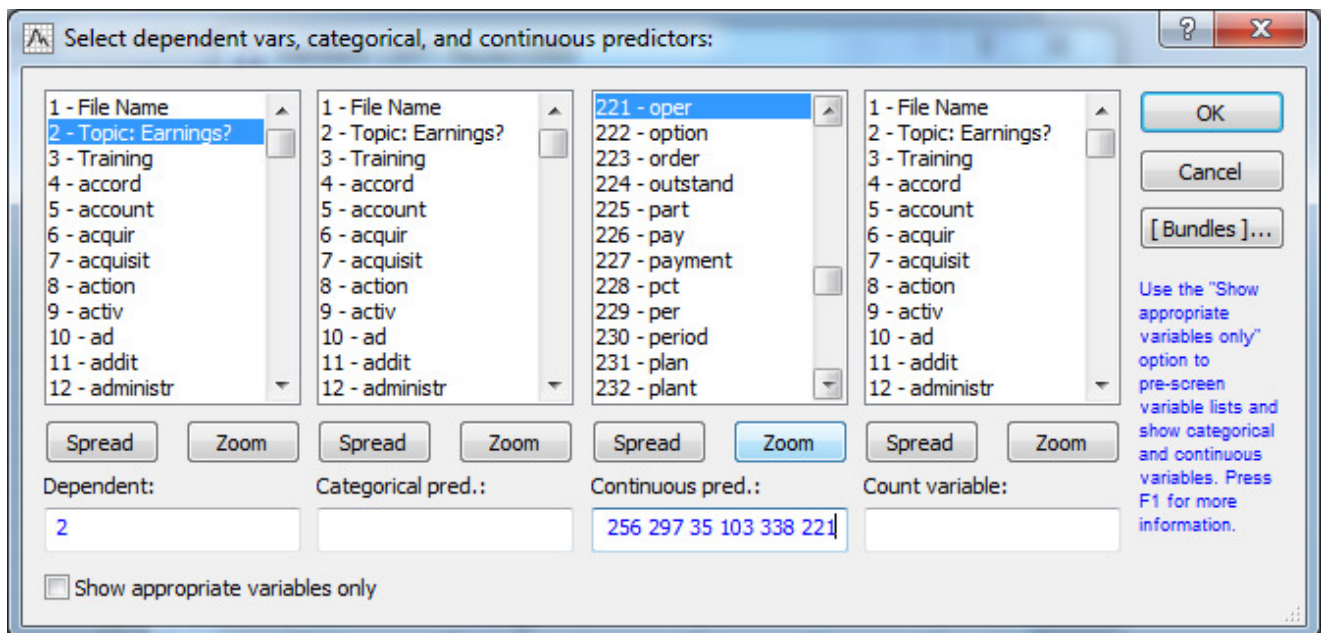 Select dependent vars, categorical, and continuous predictors:
1 - File Name
2 - Topic: Earnings?
3 - Training
4 - accord
5 - account
6 - acquir
7 - acquisit
8 - action
9 - activ
10 - ad
11 - addit
12 - administr
Spread Zoom
Dependent:
2
1 - File Name
2 - Topic: Earnings?
3 - Training
4 - accord
5 - account
6 - acquir
7 - acquisit
8 - action
9 - activ
10 - ad
11 - addit
12 - administr
Spread Zoom
Categorical pred.:
221 - oper
222 - option
223 - order
224 - outstand
225 - part
226 - pay
227 - payment
228 - pct
229 - per
230 - period
231 - plan
232 - plant
Spread Zoom
Continuous pred.:
256 297 35 103 338 221
1 - File Name
2 - Topic: Earnings?
3 - Training
4 - accord
5 - account
6 - acquir
7 - acquisit
8 - action
9 - activ
10 - ad
11 - addit
12 - administr
Spread Zoom
Count variable:
OK
Cancel
[ Bundles ]...
Use the "Show
appropriate
variables only"
option to
pre-screen
variable lists and
show categorical
and continuous
variables. Press
F1 for more
information.
Show appropriate variables only